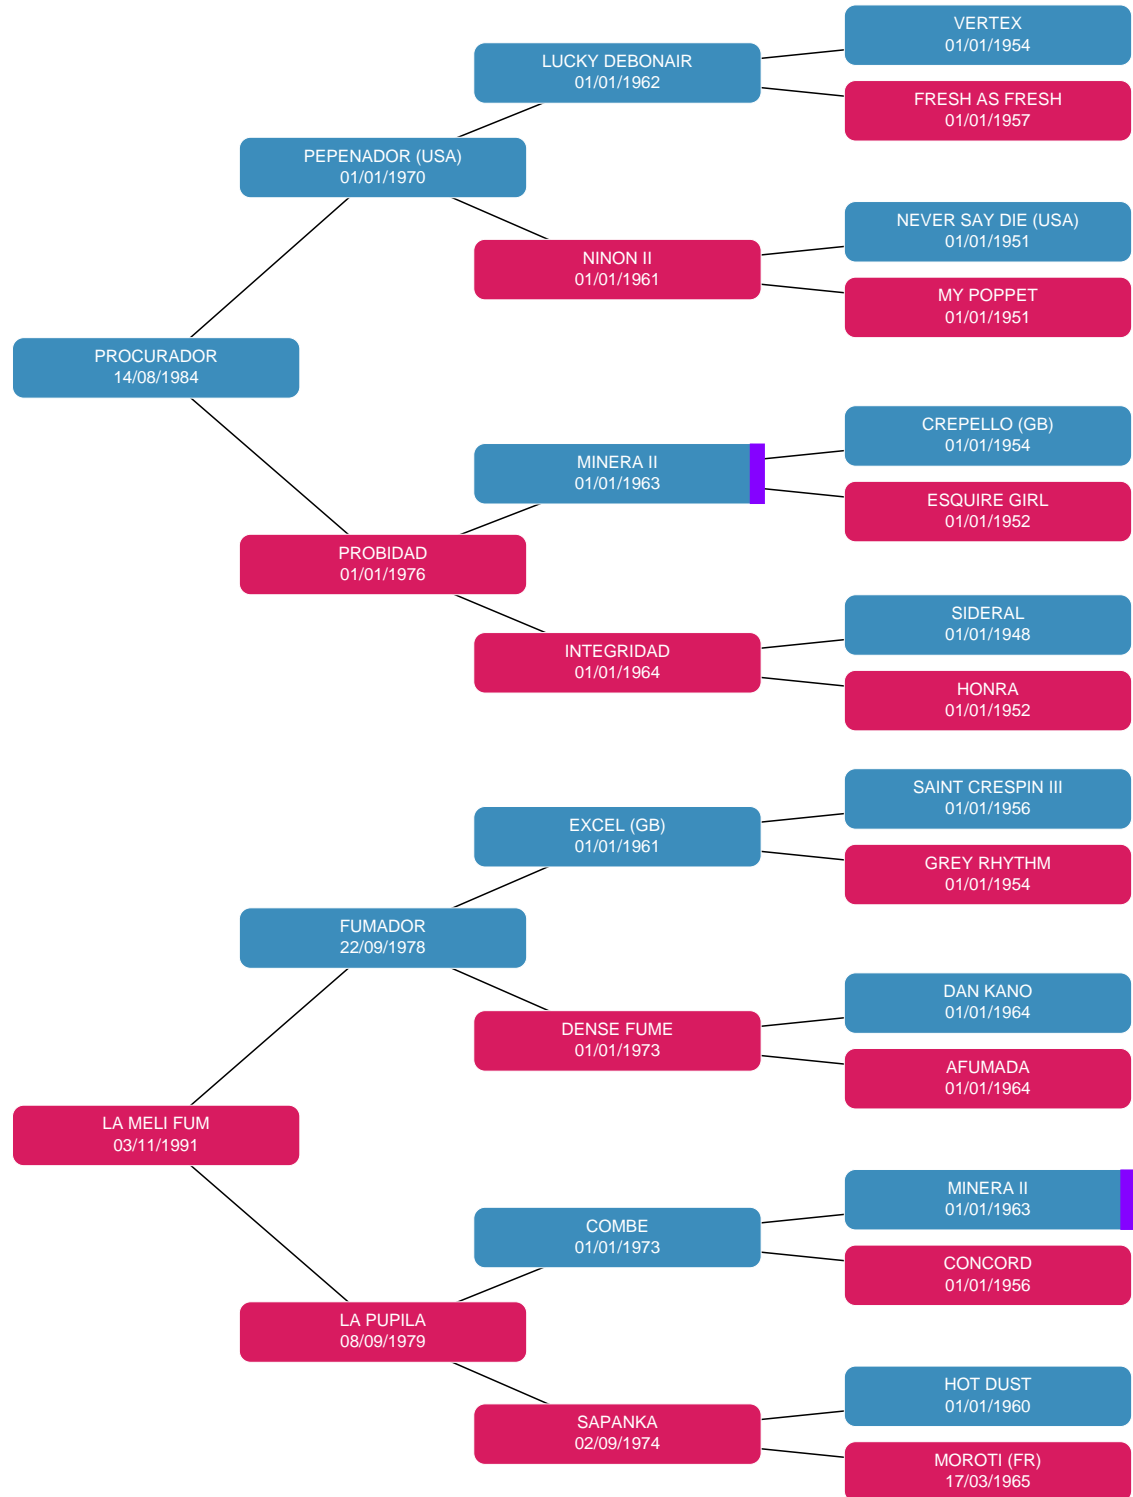 VERTEX
01/01/1954
LUCKY DEBONAIR
01/01/1962
FRESH AS FRESH
01/01/1957
PEPENADOR (USA)
01/01/1970
NEVER SAY DIE (USA)
01/01/1951
NINON II
01/01/1961
MY POPPET
01/01/1951
PROCURADOR
14/08/1984
CREPELLO (GB)
01/01/1954
MINERA II
01/01/1963
ESQUIRE GIRL
01/01/1952
PROBIDAD
01/01/1976
SIDERAL
01/01/1948
INTEGRIDAD
01/01/1964
HONRA
01/01/1952
SAINT CRESPIN III
01/01/1956
EXCEL (GB)
01/01/1961
GREY RHYTHM
01/01/1954
FUMADOR
22/09/1978
DAN KANO
01/01/1964
DENSE FUME
01/01/1973
AFUMADA
01/01/1964
LA MELI FUM
03/11/1991
MINERA II
01/01/1963
COMBE
01/01/1973
CONCORD
01/01/1956
LA PUPILA
08/09/1979
HOT DUST
01/01/1960
SAPANKA
02/09/1974
MOROTI (FR)
17/03/1965